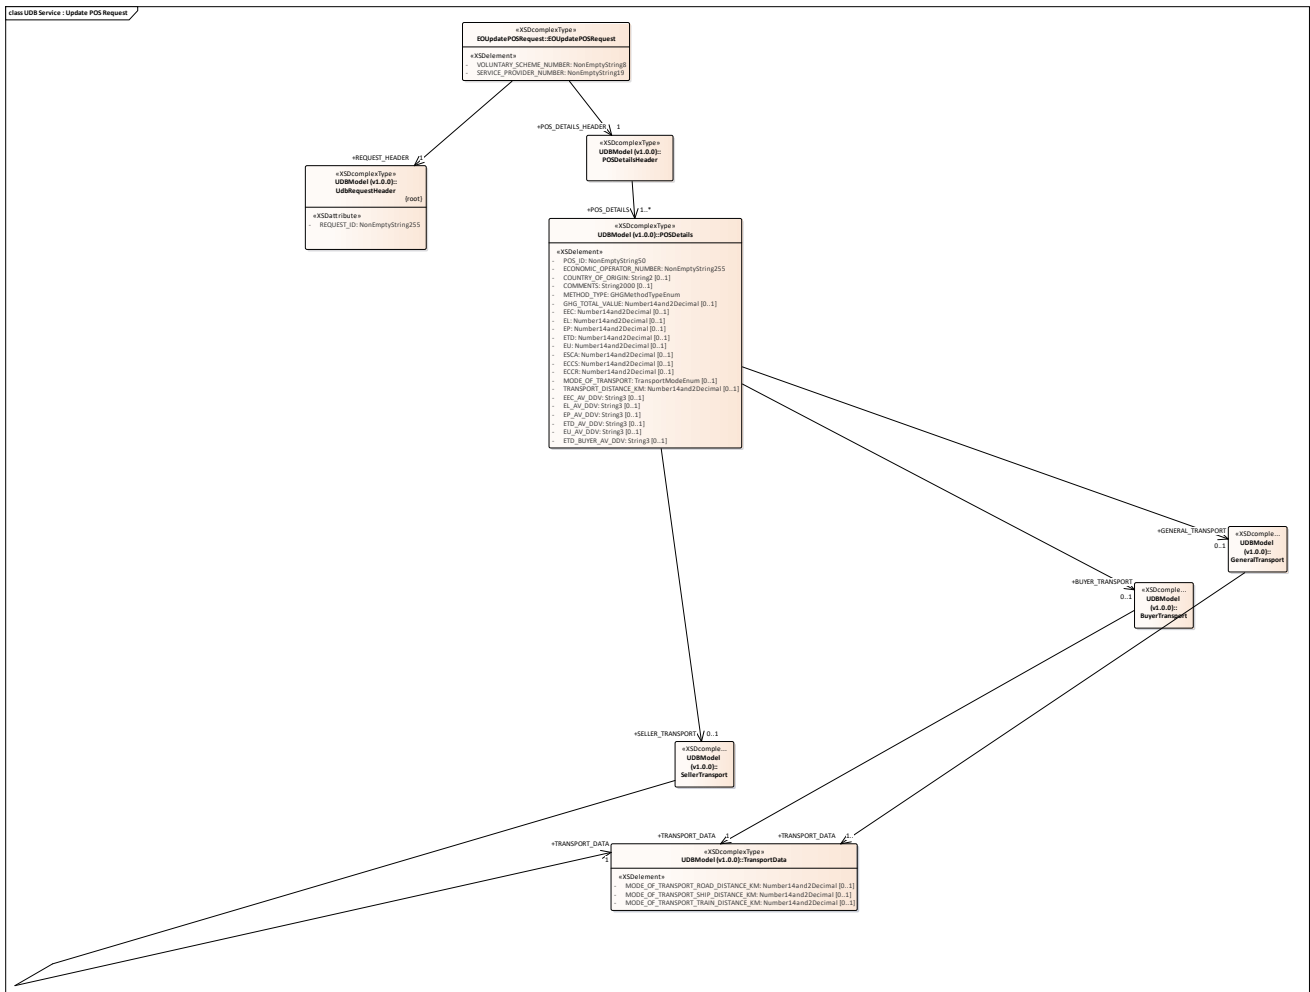 class UDB Service : Update POS Request
«XSDcomplexType»
EOUpdatePOSRequest::EOUpdatePOSRequest
«XSDelement»
- VOLUNTARY_SCHEME_NUMBER: NonEmptyString8
- SERVICE_PROVIDER_NUMBER: NonEmptyString19
+POS_DETAILS_HEADER 1
«XSDcomplexType»
UDBModel (v1.0.0)::
POSDetailsHeader
+REQUEST_HEADER 1
«XSDcomplexType»
UDBModel (v1.0.0)::
UdbRequestHeader
{root}
«XSDattribute»
- REQUEST_ID: NonEmptyString255
+POS_DETAILS 1..*
«XSDcomplexType»
UDBModel (v1.0.0)::POSDetails
«XSDelement»
- POS_ID: NonEmptyString50
- ECONOMIC_OPERATOR_NUMBER: NonEmptyString255
- COUNTRY_OF_ORIGIN: String2 [0..1]
- COMMENTS: String2000 [0..1]
- METHOD_TYPE: GHGMethodTypeEnum
- GHG_TOTAL_VALUE: Number14and2Decimal [0..1]
- EEC: Number14and2Decimal [0..1]
- EL: Number14and2Decimal [0..1]
- EP: Number14and2Decimal [0..1]
- ETD: Number14and2Decimal [0..1]
- EU: Number14and2Decimal [0..1]
- ESCA: Number14and2Decimal [0..1]
- ECCS: Number14and2Decimal [0..1]
- ECCR: Number14and2Decimal [0..1]
- MODE_OF_TRANSPORT: TransportModeEnum [0..1]
- TRANSPORT_DISTANCE_KM: Number14and2Decimal [0..1]
- EEC_AV_DDV: String3 [0..1]
- EL_AV_DDV: String3 [0..1]
- EP_AV_DDV: String3 [0..1]
- ETD_AV_DDV: String3 [0..1]
- EU_AV_DDV: String3 [0..1]
- ETD_BUYER_AV_DDV: String3 [0..1]
+GENERAL_TRANSPORT
0..1
«XSDcomple...
UDBModel
(v1.0.0)::
GeneralTransport
+BUYER_TRANSPORT
0..1
«XSDcomple...
UDBModel
(v1.0.0)::
BuyerTransport
+SELLER_TRANSPORT 0..1
«XSDcomple...
UDBModel
(v1.0.0)::
SellerTransport
+TRANSPORT_DATA 1
+TRANSPORT_DATA 1..
+TRANSPORT_DATA
1
«XSDcomplexType»
UDBModel (v1.0.0)::TransportData
«XSDelement»
- MODE_OF_TRANSPORT_ROAD_DISTANCE_KM: Number14and2Decimal [0..1]
- MODE_OF_TRANSPORT_SHIP_DISTANCE_KM: Number14and2Decimal [0..1]
- MODE_OF_TRANSPORT_TRAIN_DISTANCE_KM: Number14and2Decimal [0..1]